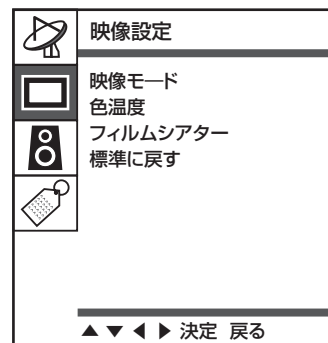 映像設定
映像モード
色温度
フィルムシアター
標準に戻す
▲ ▼ ◀ ▶ 決定 戻る